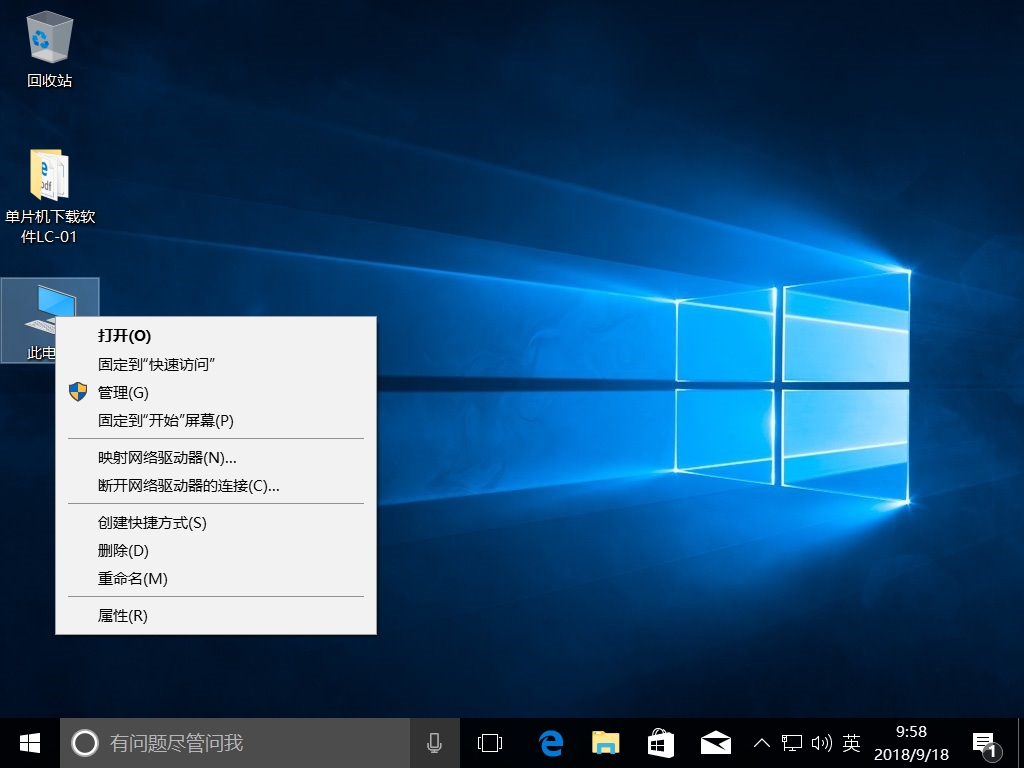 回收站
pdf
单片机下载软
件LC-01
此电
打开(O)
固定到“快速访问”
管理(G)
固定到“开始”屏幕(P)
映射网络驱动器(N)...
断开网络驱动器的连接(C)...
创建快捷方式(S)
删除(D)
重命名(M)
属性(R)
有问题尽管问我
英
9:58
2018/9/18
1